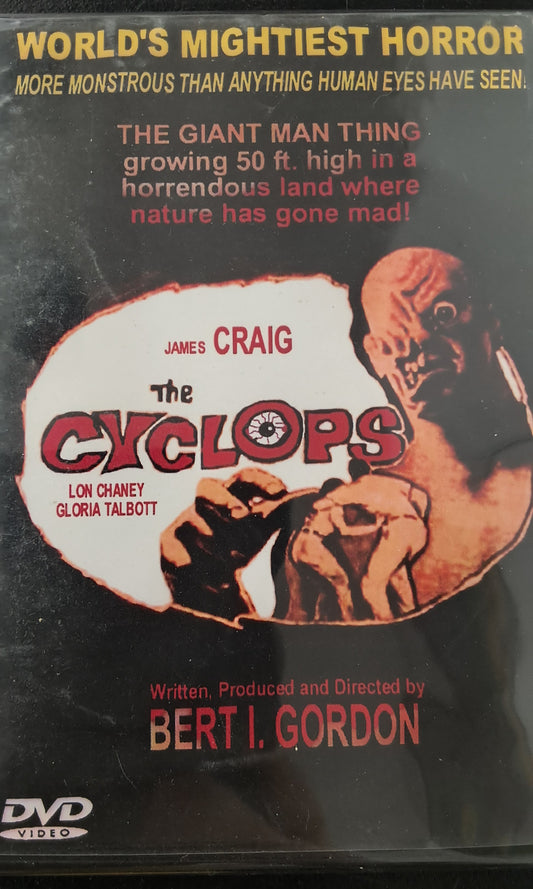 WORLD'S MIGHTIEST HORROR
MORE MONSTROUS THAN ANYTHING HUMAN EYES HAVE SEEN!
THE GIANT MAN THING
growing 50 ft. high in a
horrendous land where
nature has gone mad!
JAMES CRAIG
The
CYCLOPS
LON CHANEY
GLORIA TALBOTT
Written, Produced and Directed by
BERT I. GORDON
DVD
VIDEO